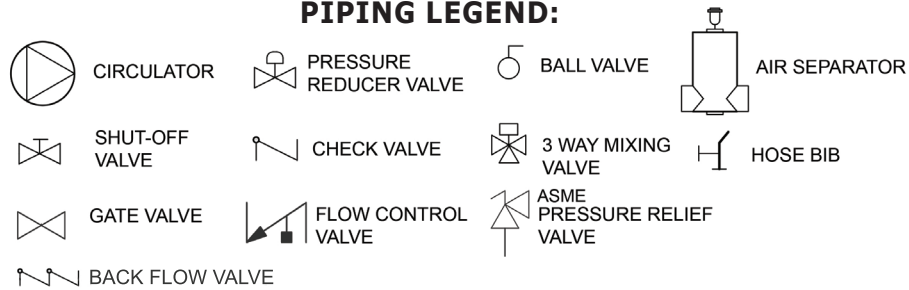 PIPING LEGEND:
CIRCULATOR
PRESSURE
REDUCER VALVE
BALL VALVE
AIR SEPARATOR
SHUT-OFF
VALVE
CHECK VALVE
3 WAY MIXING
VALVE
HOSE BIB
GATE VALVE
FLOW CONTROL
VALVE
ASME
PRESSURE RELIEF
VALVE
BACK FLOW VALVE